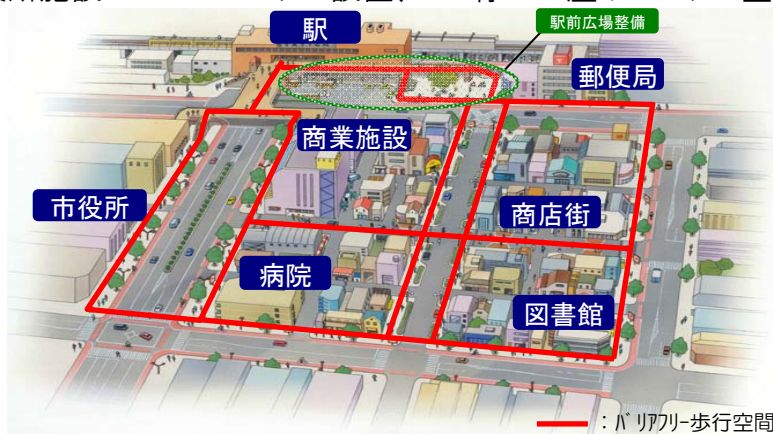 駅
駅前広場整備
郵便局
商業施設
市役所
商店街
病院
図書館
：バリアフリー歩行空間